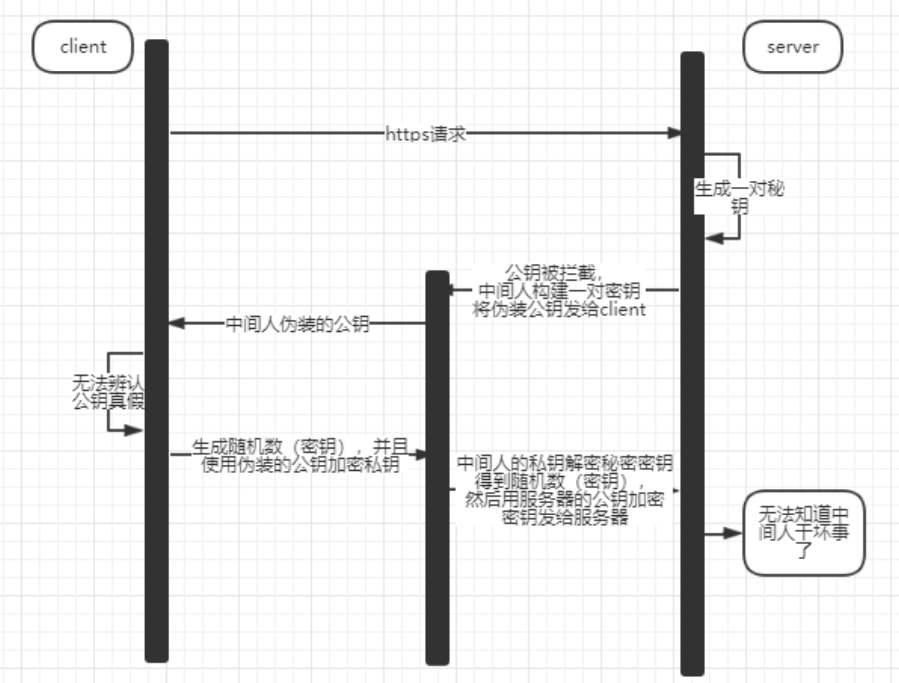 client
server
https请求
生成一对秘
钥
公钥被拦截，
中间人构建一对密钥
将伪装公钥发给client
中间人伪装的公钥
无法辨认
公钥真假
生成随机数（密钥），并且
使用伪装的公钥加密私钥
中间人的私钥解密秘密密钥
得到随机数（密钥），
然后用服务器的公钥加密
密钥发给服务器
无法知道中
间人干坏事
了